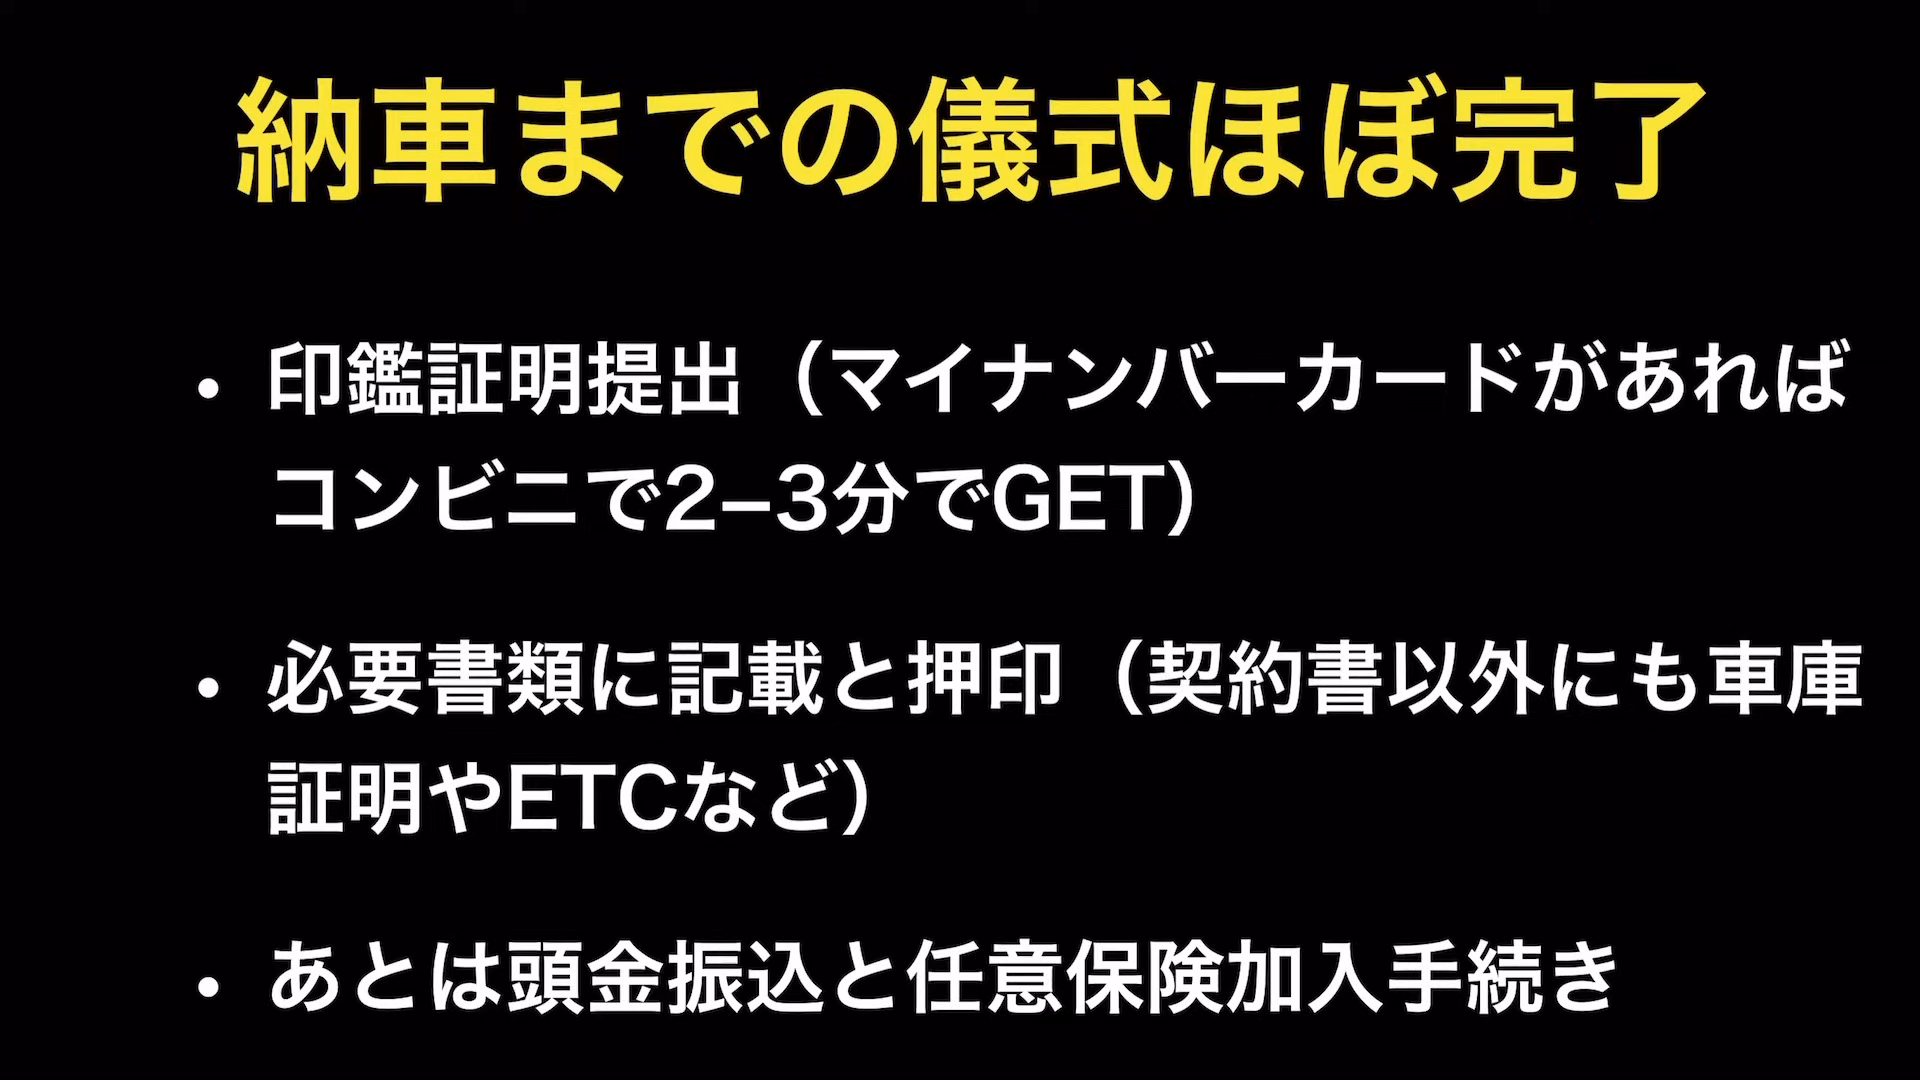 納車までの儀式ほぼ完了
• 印鑑証明提出（マイナンバーカードがあれば
コンビニで2–3分でGET）
• 必要書類に記載と押印（契約書以外にも車庫
証明やETCなど）
• あとは頭金振込と任意保険加入手続き